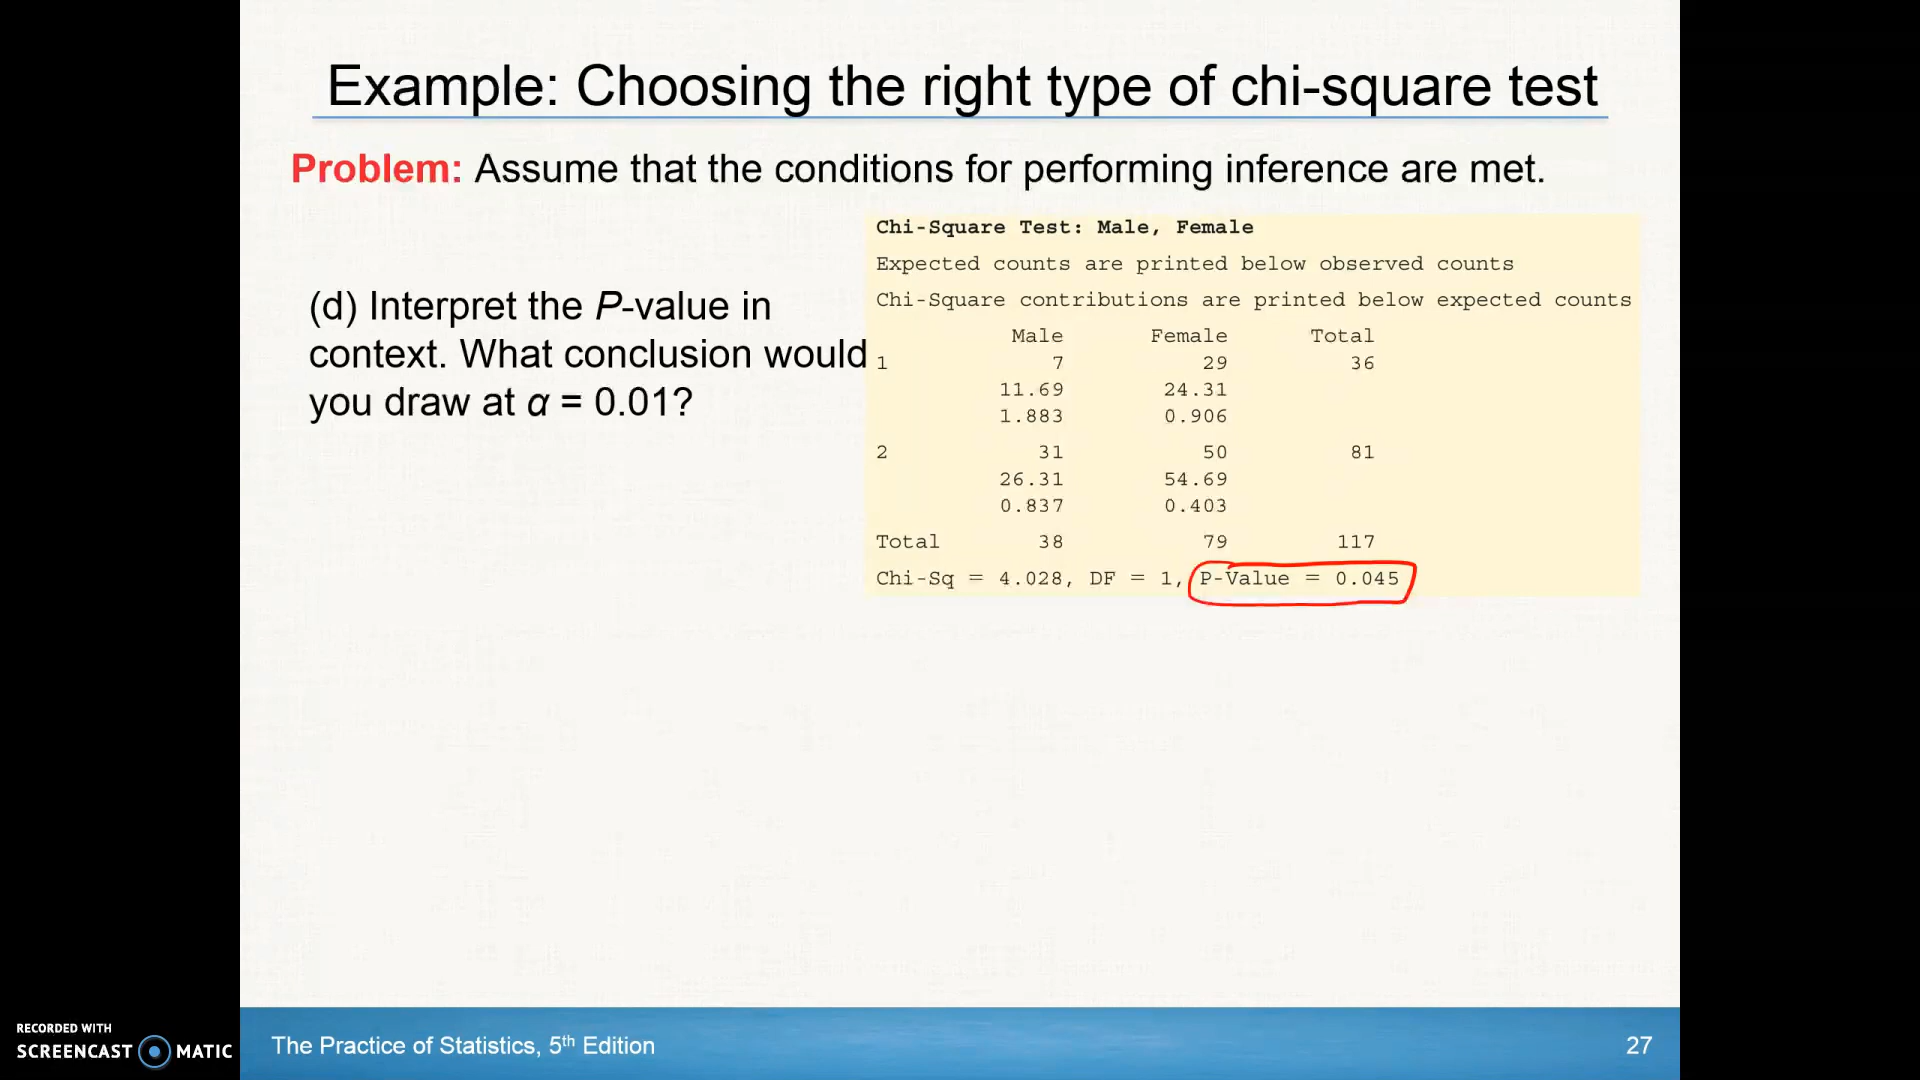 Example: Choosing the right type of chi-square test
Problem: Assume that the conditions for performing inference are met.
(d) Interpret the P-value in
context. What conclusion would
you draw at α = 0.01?
Chi-Square Test: Male, Female
Expected counts are printed below observed counts
Chi-Square contributions are printed below expected counts
Male Female Total
1 7 29 36
11.69 24.31
1.883 0.906
2 31 50 81
26.31 54.69
0.837 0.403
Total 38 79 117
Chi-Sq = 4.028, DF = 1, P-Value = 0.045
RECORDED WITH
SCREENCAST MATIC
The Practice of Statistics, 5th Edition
27